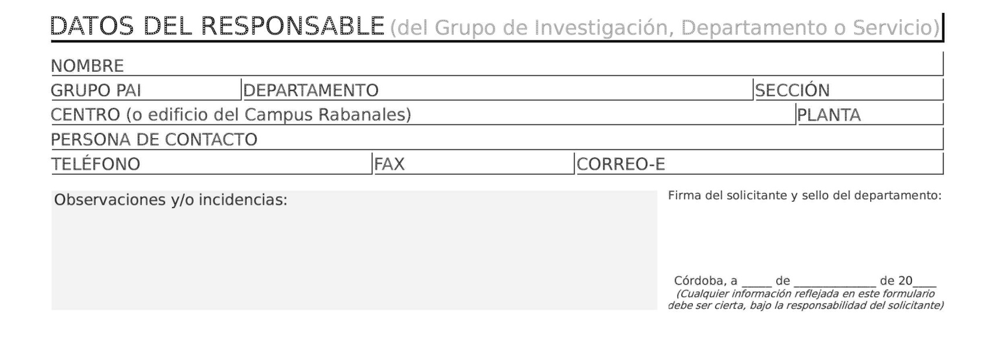 DATOS DEL RESPONSABLE (del Grupo de Investigación, Departamento o Servicio)
NOMBRE
GRUPO PAI DEPARTAMENTO SECCIÓN
CENTRO (o edificio del Campus Rabanales) PLANTA
PERSONA DE CONTACTO
TELÉFONO FAX CORREO-E
Observaciones y/o incidencias:
Firma del solicitante y sello del departamento:
Córdoba, a _____ de ______________ de 20____
(Cualquier información reflejada en este formulario
debe ser cierta, bajo la responsabilidad del solicitante)